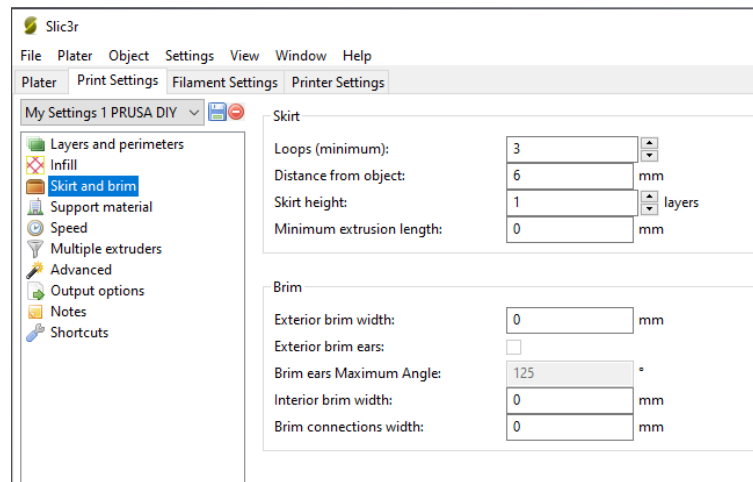 Slic3r
File Plater Object Settings View Window Help
Plater Print Settings Filament Settings Printer Settings
My Settings 1 PRUSA DIY
Layers and perimeters
Infill
Skirt and brim
Support material
Speed
Multiple extruders
Advanced
Output options
Notes
Shortcuts
Skirt
Loops (minimum): 3
Distance from object: 6 mm
Skirt height: 1 layers
Minimum extrusion length: 0 mm
Brim
Exterior brim width: 0 mm
Exterior brim ears:
Brim ears Maximum Angle: 125 °
Interior brim width: 0 mm
Brim connections width: 0 mm